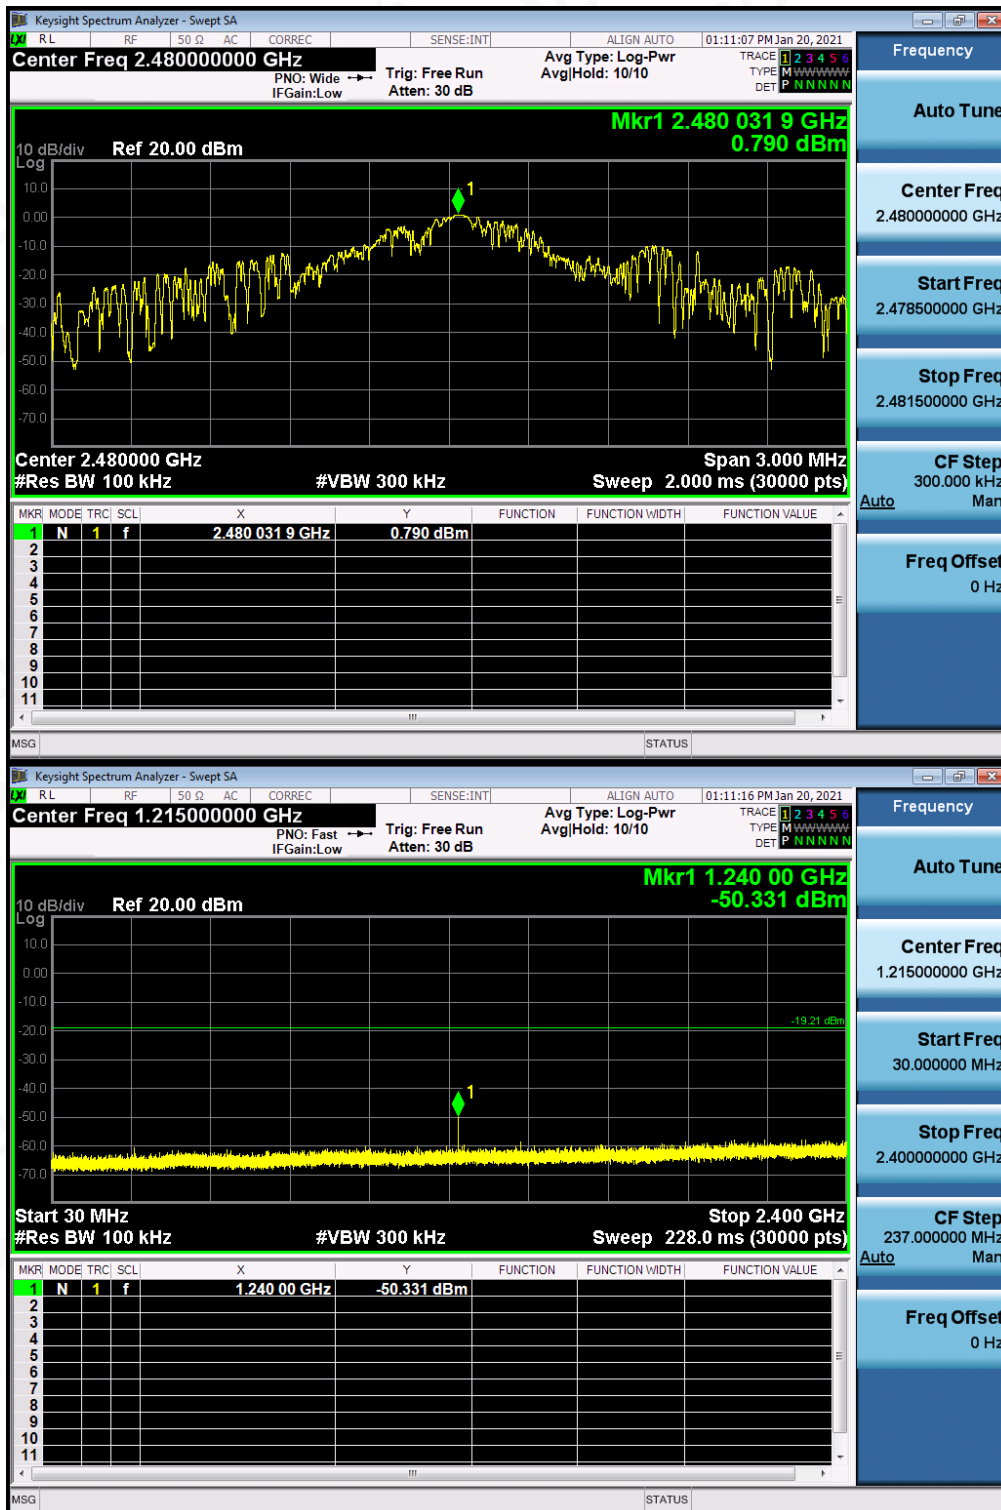 Keysight Spectrum Analyzer - Swept SA
LXI RL RF 50 Ω AC CORREC SENSE:INT ALIGN AUTO 01:11:07 PM Jan 20, 2021
Center Freq 2.480000000 GHz
PNO: Wide
IFGain:Low
Trig: Free Run
Atten: 30 dB
Avg Type: Log-Pwr
Avg|Hold: 10/10
TRACE 1 2 3 4 5 6
TYPE M WWWWW
DET P N N N N N
Mkr1 2.480 031 9 GHz
0.790 dBm
10 dB/div Ref 20.00 dBm
Log
10.0
0.00
-10.0
-20.0
-30.0
-40.0
-50.0
-60.0
-70.0
1
Center 2.480000 GHz Span 3.000 MHz
#Res BW 100 kHz #VBW 300 kHz Sweep 2.000 ms (30000 pts)
MKR MODE TRC SCL X Y FUNCTION FUNCTION WIDTH FUNCTION VALUE
1 N 1 f 2.480 031 9 GHz 0.790 dBm
2
3
4
5
6
7
8
9
10
11
MSG STATUS
Frequency
Auto Tune
Center Freq
2.480000000 GHz
Start Freq
2.478500000 GHz
Stop Freq
2.481500000 GHz
CF Step
300.000 kHz
Auto Man
Freq Offset
0 Hz
Keysight Spectrum Analyzer - Swept SA
LXI RL RF 50 Ω AC CORREC SENSE:INT ALIGN AUTO 01:11:16 PM Jan 20, 2021
Center Freq 1.215000000 GHz
PNO: Fast
IFGain:Low
Trig: Free Run
Atten: 30 dB
Avg Type: Log-Pwr
Avg|Hold: 10/10
TRACE 1 2 3 4 5 6
TYPE M WWWWW
DET P N N N N N
Mkr1 1.240 00 GHz
-50.331 dBm
10 dB/div Ref 20.00 dBm
Log
10.0
0.00
-10.0
-20.0
-30.0
-40.0
-50.0
-60.0
-70.0
-19.21 dBm
1
Start 30 MHz Stop 2.400 GHz
#Res BW 100 kHz #VBW 300 kHz Sweep 228.0 ms (30000 pts)
MKR MODE TRC SCL X Y FUNCTION FUNCTION WIDTH FUNCTION VALUE
1 N 1 f 1.240 00 GHz -50.331 dBm
2
3
4
5
6
7
8
9
10
11
MSG STATUS
Frequency
Auto Tune
Center Freq
1.215000000 GHz
Start Freq
30.000000 MHz
Stop Freq
2.400000000 GHz
CF Step
237.000000 MHz
Auto Man
Freq Offset
0 Hz